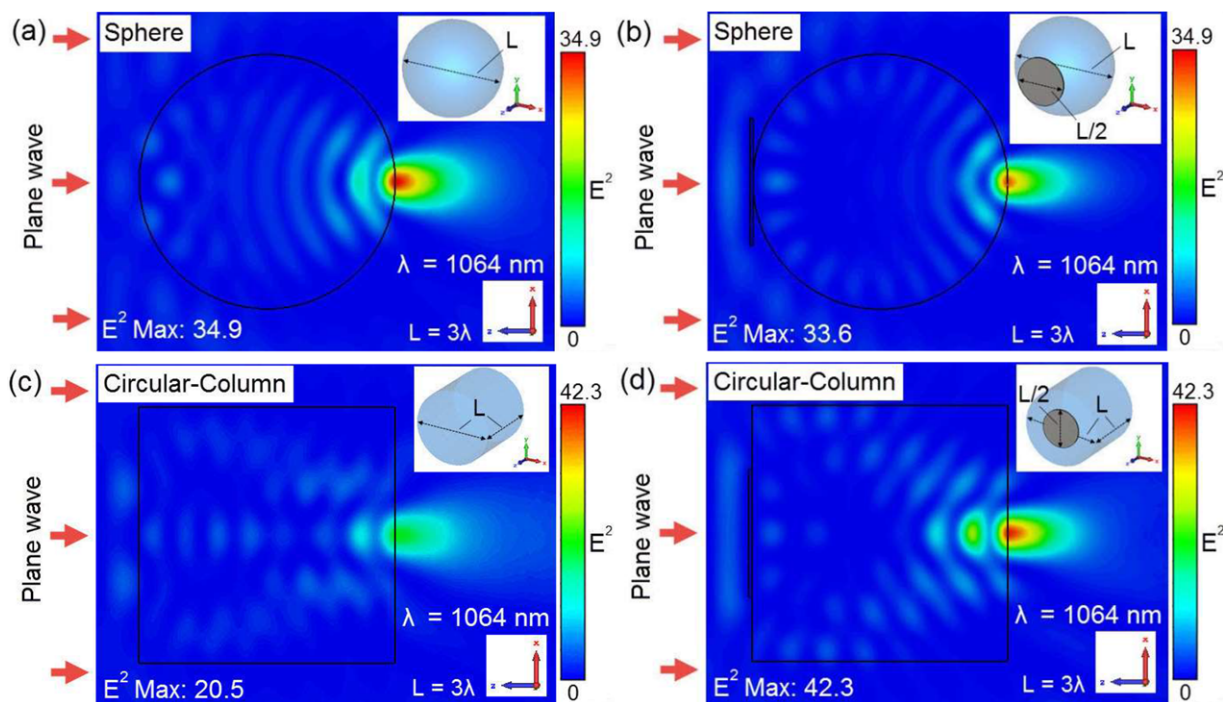 (a)
Sphere
L
y
x
z
34.9
E²
0
Plane wave
λ = 1064 nm
x
z
E² Max: 34.9
L = 3λ
(b)
Sphere
L
L/2
y
x
z
34.9
E²
0
Plane wave
λ = 1064 nm
x
z
E² Max: 33.6
L = 3λ
(c)
Circular-Column
L
y
x
z
42.3
E²
0
Plane wave
λ = 1064 nm
x
z
E² Max: 20.5
L = 3λ
(d)
Circular-Column
L/2
L
y
x
z
42.3
E²
0
Plane wave
λ = 1064 nm
x
z
E² Max: 42.3
L = 3λ